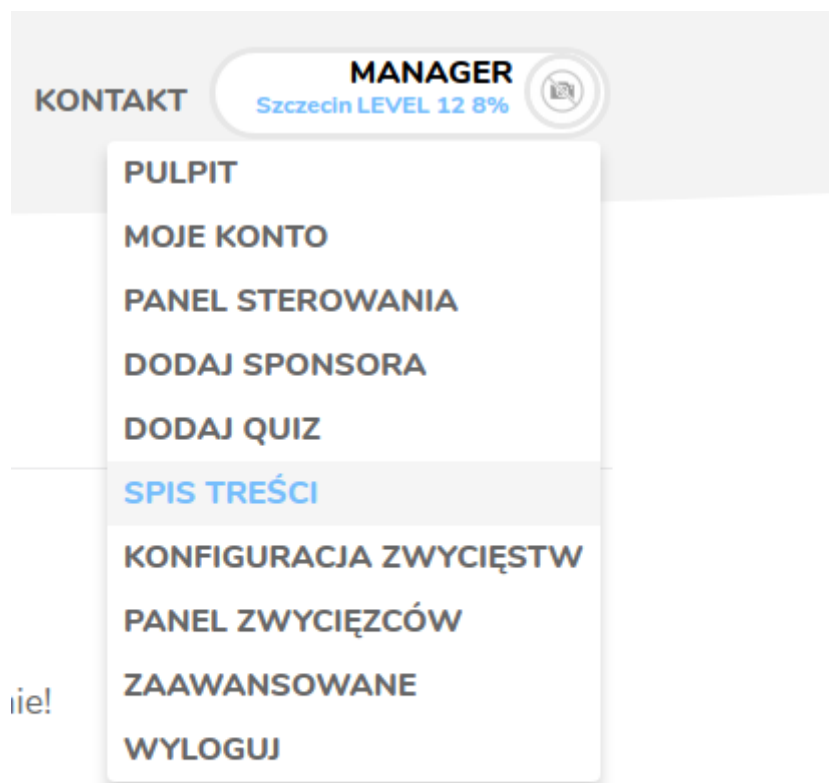 KONTAKT
MANAGER
Szczecin LEVEL 12 8%
PULPIT
MOJE KONTO
PANEL STEROWANIA
DODAJ SPONSORA
DODAJ QUIZ
SPIS TREŚCI
KONFIGURACJA ZWYCIĘSTW
PANEL ZWYCIĘZCÓW
ZAAWANSOWANE
WYLOGUJ